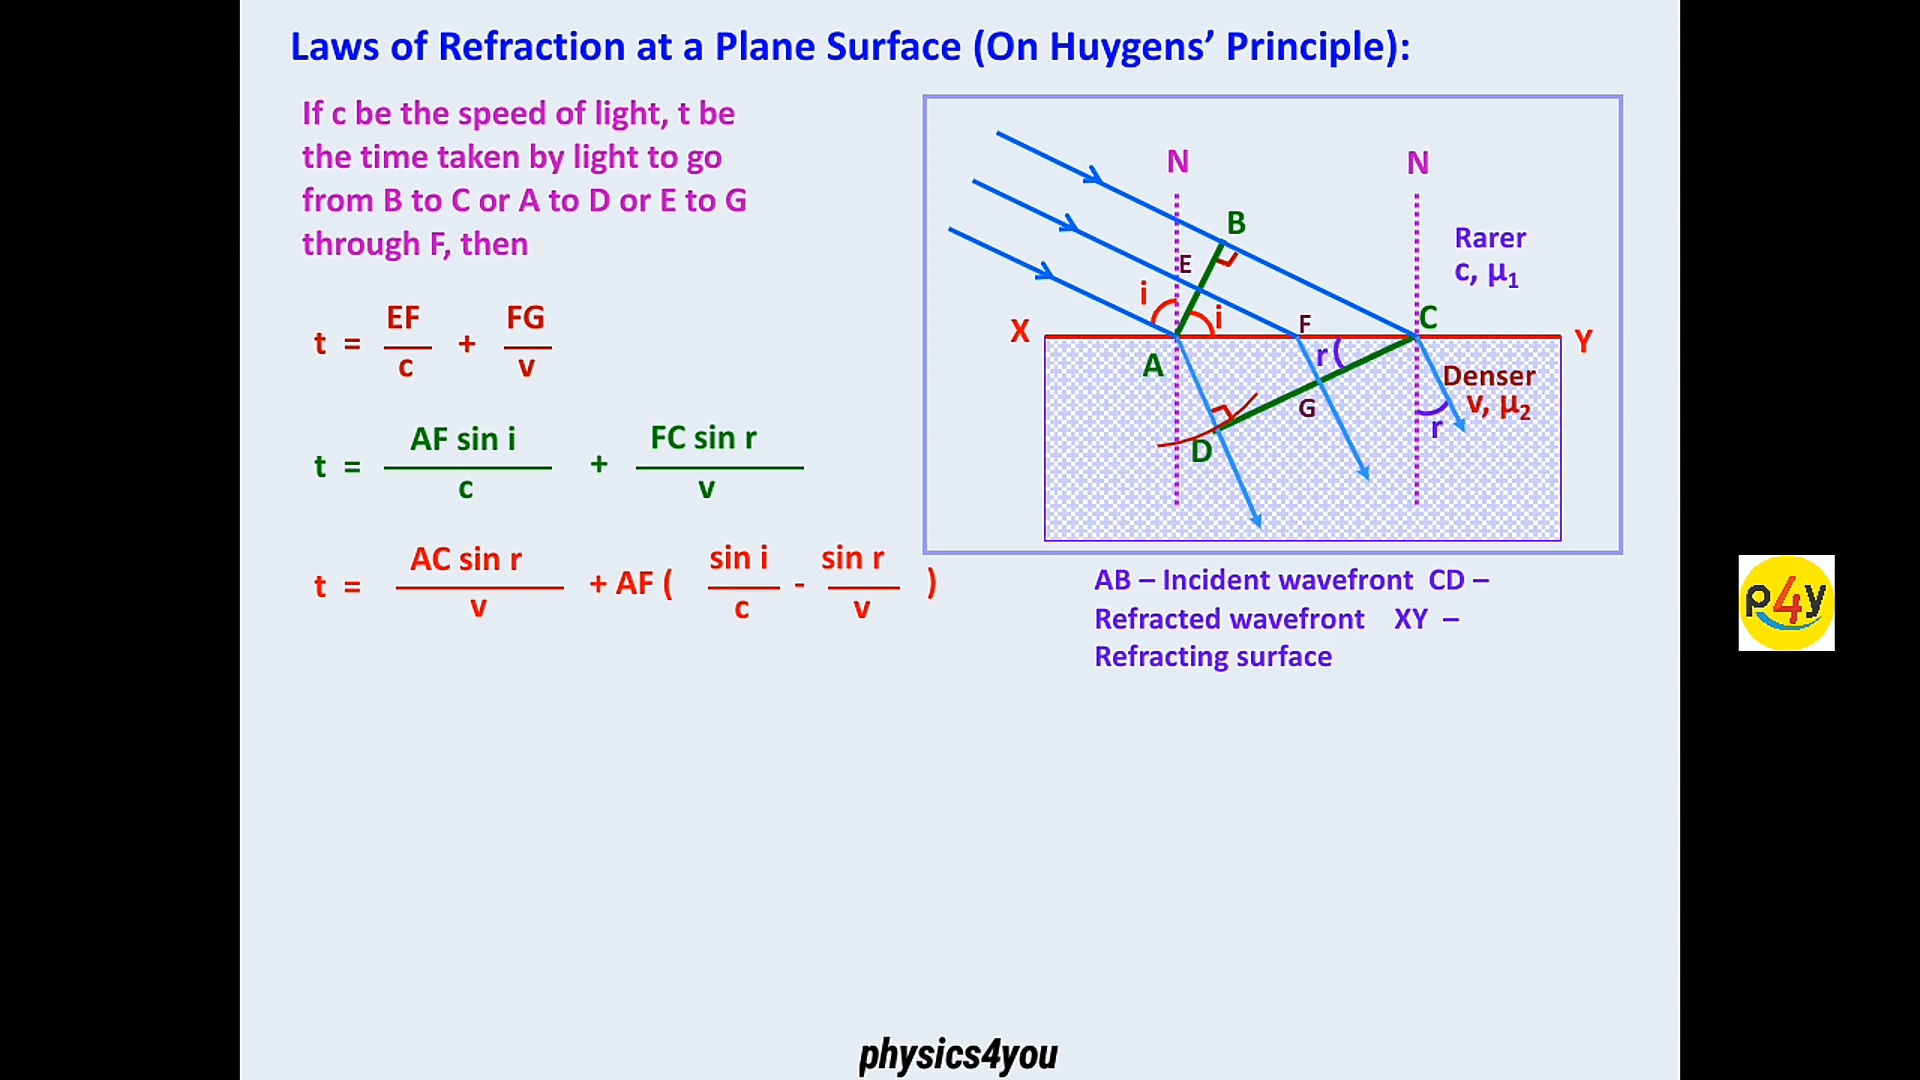 Laws of Refraction at a Plane Surface (On Huygens’ Principle):
If c be the speed of light, t be
the time taken by light to go
from B to C or A to D or E to G
through F, then
t = EF/c + FG/v
t = AF sin i/c + FC sin r/v
t = AC sin r/v + AF ( sin i/c - sin r/v )
N
N
B
E
Rarer
c, μ₁
i
i
X
F
C
Y
A
r
Denser
v, μ₂
G
r
D
AB – Incident wavefront CD –
Refracted wavefront XY –
Refracting surface
p4y
physics4you